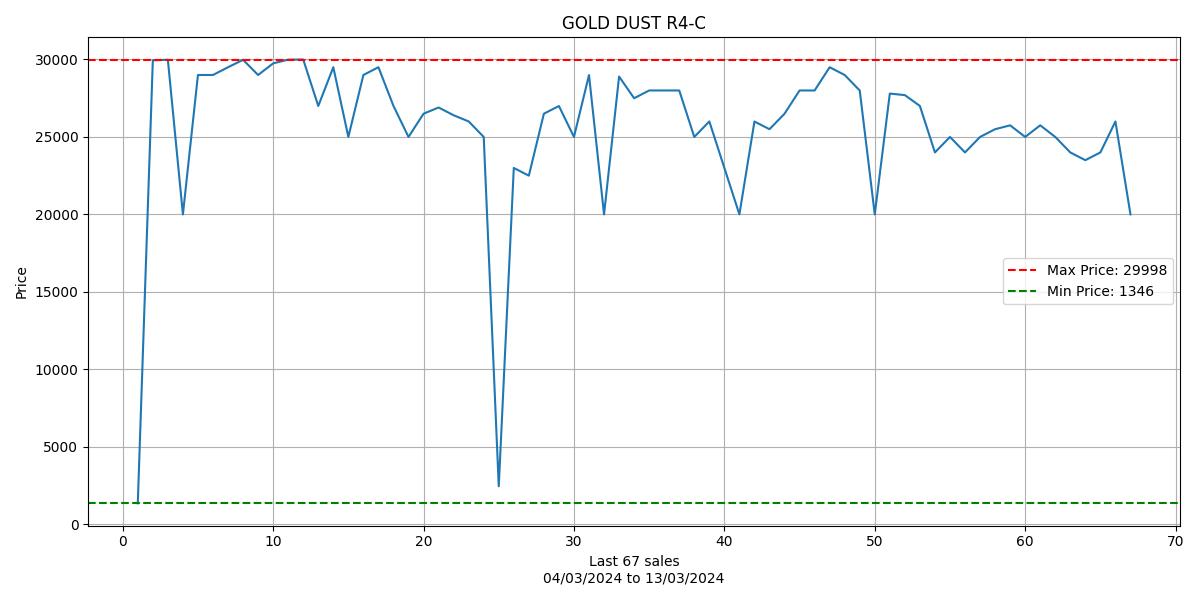 GOLD DUST R4-C
30000
25000
20000
15000
10000
5000
0
Price
Max Price: 29998
Min Price: 1346
0 10 20 30 40 50 60 70
Last 67 sales
04/03/2024 to 13/03/2024